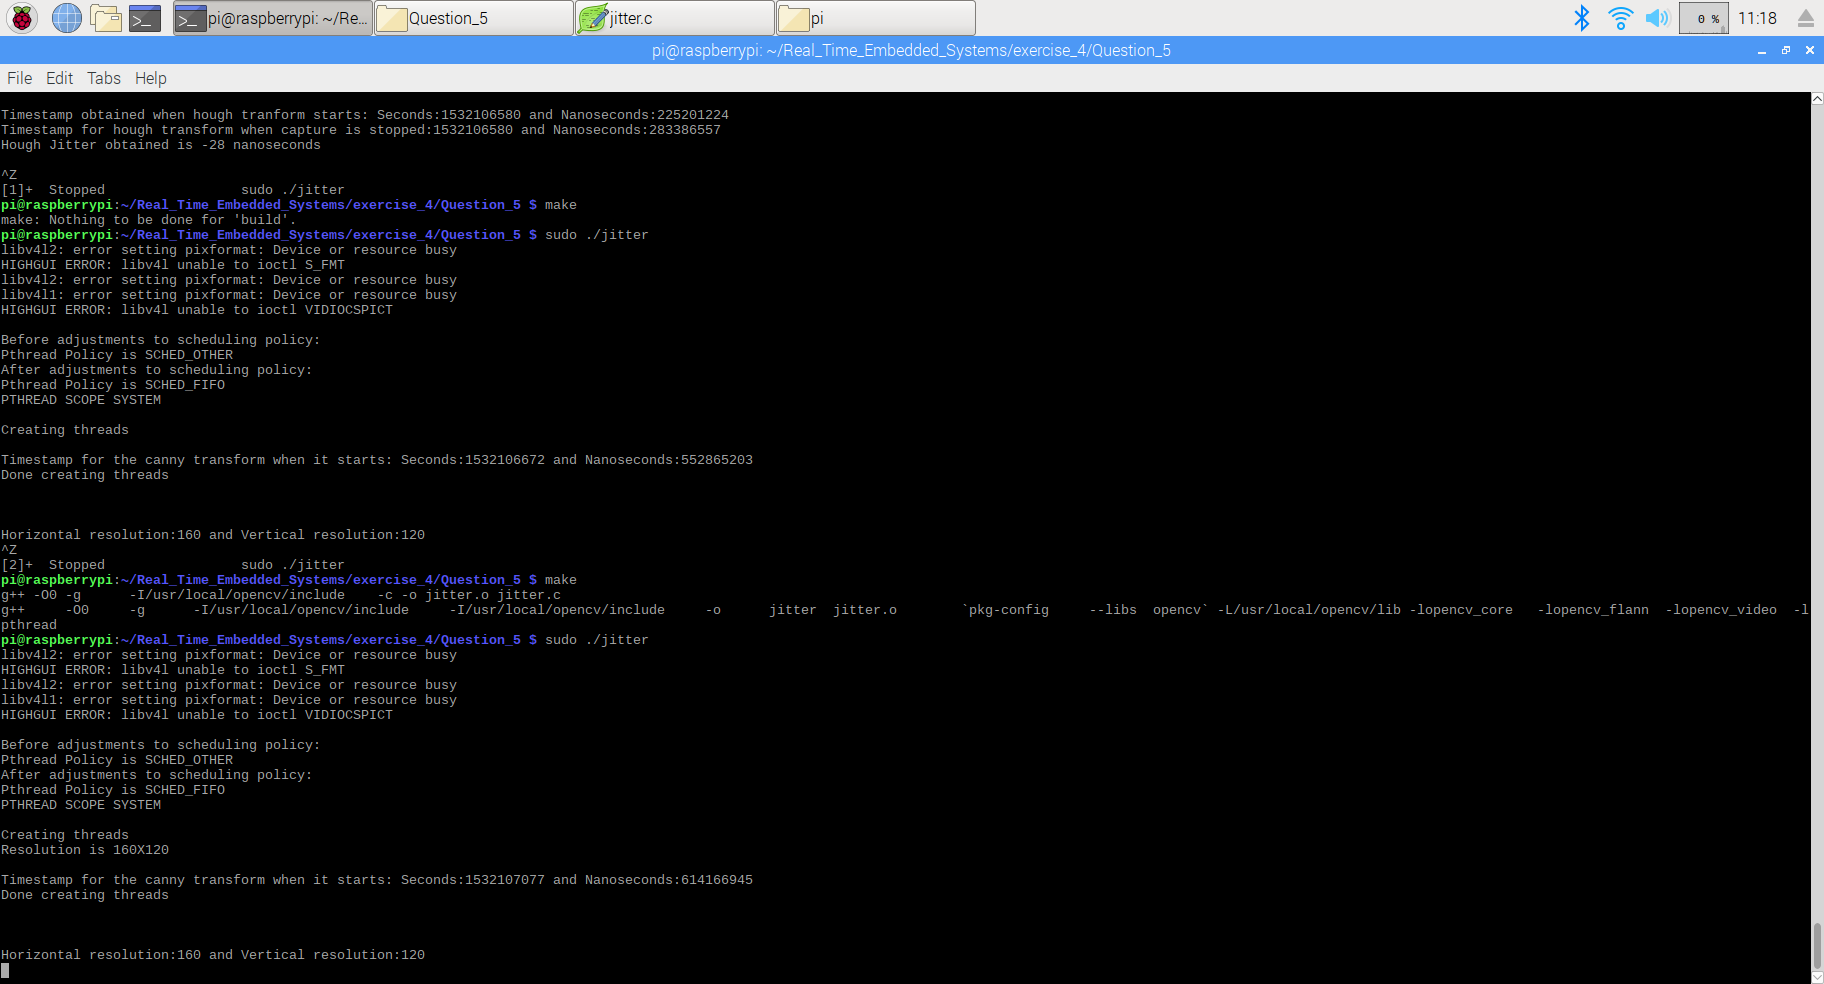 pi@raspberrypi: ~/Re...
Question_5
jitter.c
pi
0 %
11:18
pi@raspberrypi: ~/Real_Time_Embedded_Systems/exercise_4/Question_5
File Edit Tabs Help
Timestamp obtained when hough tranform starts: Seconds:1532106580 and Nanoseconds:225201224
Timestamp for hough transform when capture is stopped:1532106580 and Nanoseconds:283386557
Hough Jitter obtained is -28 nanoseconds
^Z
[1]+  Stopped                 sudo ./jitter
pi@raspberrypi:~/Real_Time_Embedded_Systems/exercise_4/Question_5 $ make
make: Nothing to be done for 'build'.
pi@raspberrypi:~/Real_Time_Embedded_Systems/exercise_4/Question_5 $ sudo ./jitter
libv4l2: error setting pixformat: Device or resource busy
HIGHGUI ERROR: libv4l unable to ioctl S_FMT
libv4l2: error setting pixformat: Device or resource busy
libv4l1: error setting pixformat: Device or resource busy
HIGHGUI ERROR: libv4l unable to ioctl VIDIOCSPICT
Before adjustments to scheduling policy:
Pthread Policy is SCHED_OTHER
After adjustments to scheduling policy:
Pthread Policy is SCHED_FIFO
PTHREAD SCOPE SYSTEM
Creating threads
Timestamp for the canny transform when it starts: Seconds:1532106672 and Nanoseconds:552865203
Done creating threads
Horizontal resolution:160 and Vertical resolution:120
^Z
[2]+  Stopped                 sudo ./jitter
pi@raspberrypi:~/Real_Time_Embedded_Systems/exercise_4/Question_5 $ make
g++ -O0 -g      -I/usr/local/opencv/include    -c -o jitter.o jitter.c
g++     -O0     -g      -I/usr/local/opencv/include     -I/usr/local/opencv/include     -o      jitter  jitter.o        `pkg-config     --libs  opencv` -L/usr/local/opencv/lib -lopencv_core   -lopencv_flann  -lopencv_video  -l
pthread
pi@raspberrypi:~/Real_Time_Embedded_Systems/exercise_4/Question_5 $ sudo ./jitter
libv4l2: error setting pixformat: Device or resource busy
HIGHGUI ERROR: libv4l unable to ioctl S_FMT
libv4l2: error setting pixformat: Device or resource busy
libv4l1: error setting pixformat: Device or resource busy
HIGHGUI ERROR: libv4l unable to ioctl VIDIOCSPICT
Before adjustments to scheduling policy:
Pthread Policy is SCHED_OTHER
After adjustments to scheduling policy:
Pthread Policy is SCHED_FIFO
PTHREAD SCOPE SYSTEM
Creating threads
Resolution is 160X120
Timestamp for the canny transform when it starts: Seconds:1532107077 and Nanoseconds:614166945
Done creating threads
Horizontal resolution:160 and Vertical resolution:120